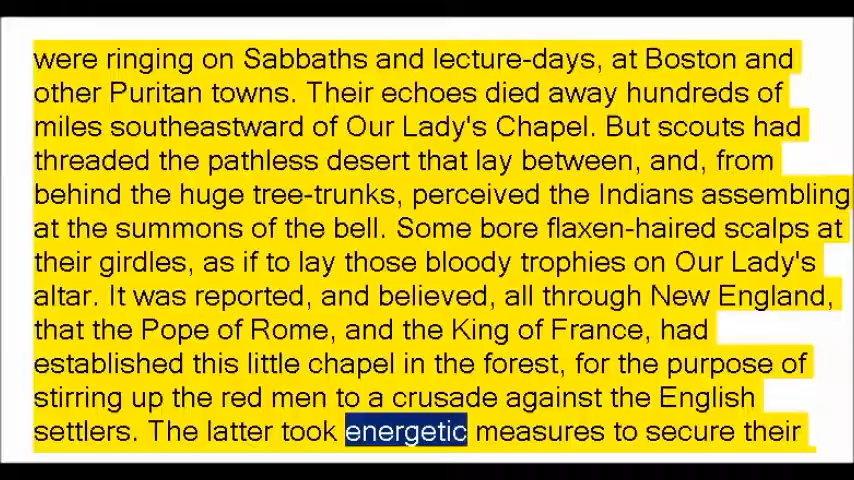 were ringing on Sabbaths and lecture-days, at Boston and
other Puritan towns. Their echoes died away hundreds of
miles southeastward of Our Lady's Chapel. But scouts had
threaded the pathless desert that lay between, and, from
behind the huge tree-trunks, perceived the Indians assembling
at the summons of the bell. Some bore flaxen-haired scalps at
their girdles, as if to lay those bloody trophies on Our Lady's
altar. It was reported, and believed, all through New England,
that the Pope of Rome, and the King of France, had
established this little chapel in the forest, for the purpose of
stirring up the red men to a crusade against the English
settlers. The latter took energetic measures to secure their